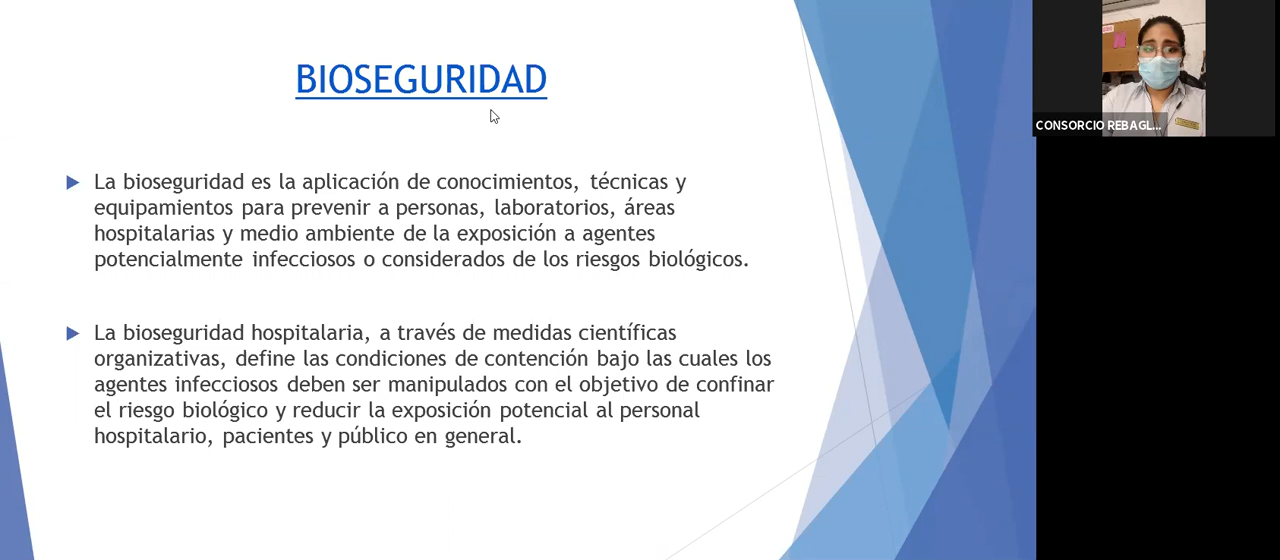 BIOSEGURIDAD
La bioseguridad es la aplicación de conocimientos, técnicas y
equipamientos para prevenir a personas, laboratorios, áreas
hospitalarias y medio ambiente de la exposición a agentes
potencialmente infecciosos o considerados de los riesgos biológicos.
La bioseguridad hospitalaria, a través de medidas científicas
organizativas, define las condiciones de contención bajo las cuales los
agentes infecciosos deben ser manipulados con el objetivo de confinar
el riesgo biológico y reducir la exposición potencial al personal
hospitalario, pacientes y público en general.
CONSORCIO REBAGL...